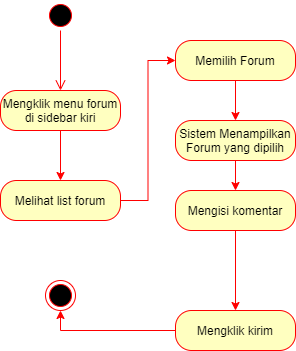 Mengklik menu forum
di sidebar kiri
Melihat list forum
Memilih Forum
Sistem Menampilkan
Forum yang dipilih
Mengisi komentar
Mengklik kirim